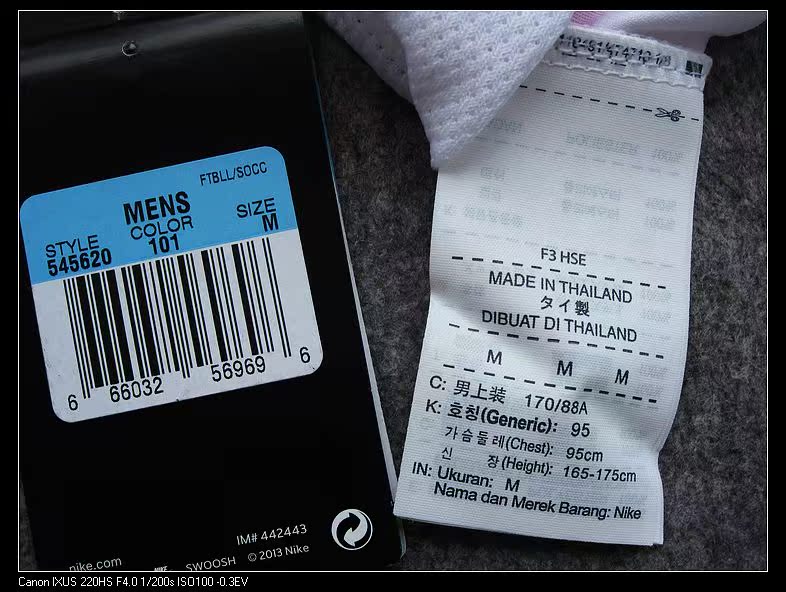 FTBLL/SOCC
MENS
COLOR
101
SIZE
M
STYLE
545620
6 66032 56969 6
IM# 442443
nike.com SWOOSH © 2013 Nike
F3 HSE
MADE IN THAILAND
タイ製
DIBUAT DI THAILAND
M M M
C: 男上装 170/88A
K: 호칭(Generic): 95
가슴둘레(Chest): 95cm
신 장(Height): 165-175cm
IN: Ukuran: M
Nama dan Merek Barang: Nike
Canon IXUS 220HS F4.0 1/200s ISO100 -0.3EV